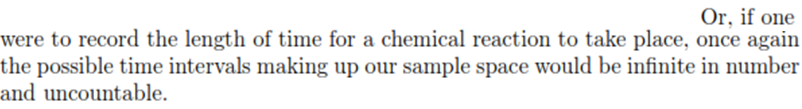 Or, if one
were to record the length of time for a chemical reaction to take place, once again
the possible time intervals making up our sample space would be infinite in number
and uncountable.